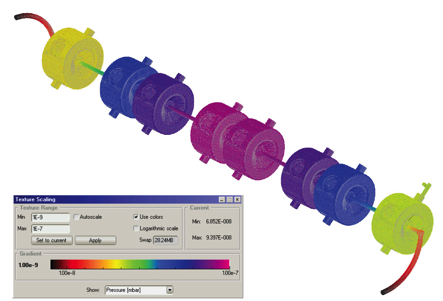 Texture Scaling
Texture Range
Min 1E-9 Autoscale
Max 1E-7
Set to current Apply
Use colors
Logarithmic scale
Swap 28.24MB
Current
Min: 6.852E-008
Max: 9.397E-008
Gradient
1.00e-9 1.00e-8 1.00e-7
Show: Pressure [mbar]